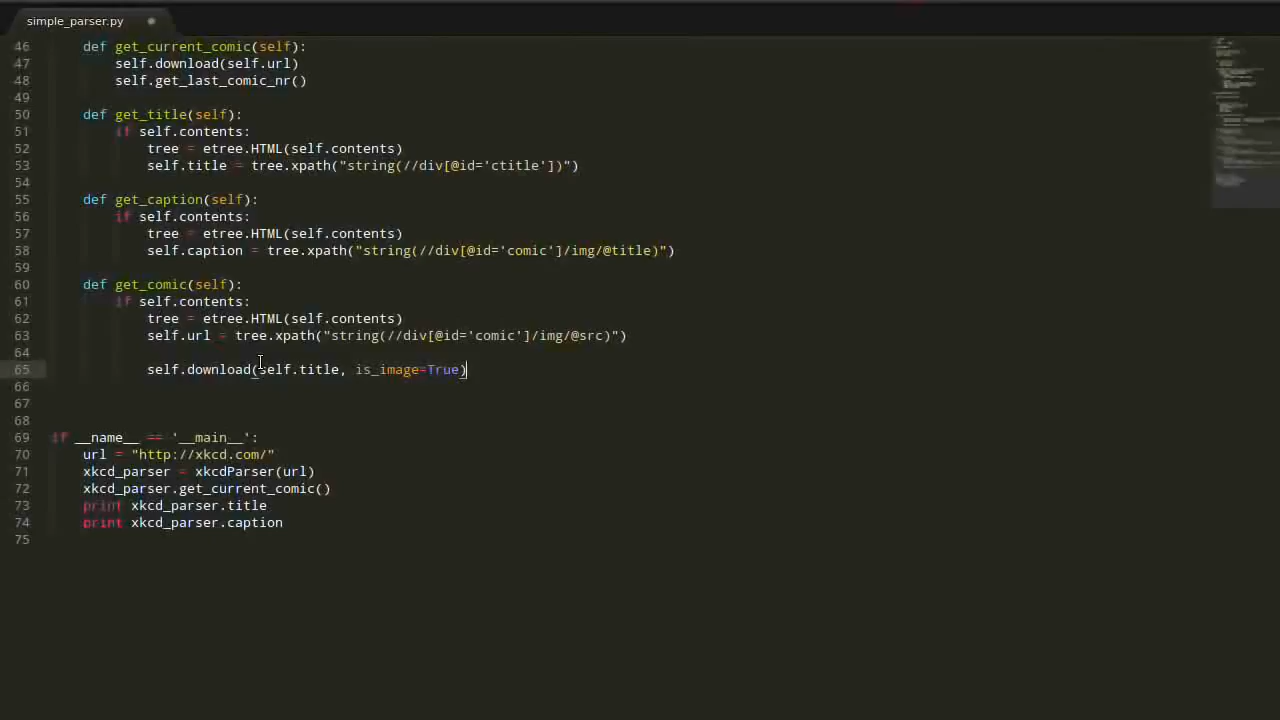 simple_parser.py
46 def get_current_comic(self):
47 self.download(self.url)
48 self.get_last_comic_nr()
49
50 def get_title(self):
51 if self.contents:
52 tree = etree.HTML(self.contents)
53 self.title = tree.xpath("string(//div[@id='ctitle'])")
54
55 def get_caption(self):
56 if self.contents:
57 tree = etree.HTML(self.contents)
58 self.caption = tree.xpath("string(//div[@id='comic']/img/@title)")
59
60 def get_comic(self):
61 if self.contents:
62 tree = etree.HTML(self.contents)
63 self.url = tree.xpath("string(//div[@id='comic']/img/@src)")
64
65 self.download(self.title, is_image=True)
66
67
68
69 if __name__ == '__main__':
70 url = "http://xkcd.com/"
71 xkcd_parser = xkcdParser(url)
72 xkcd_parser.get_current_comic()
73 print xkcd_parser.title
74 print xkcd_parser.caption
75